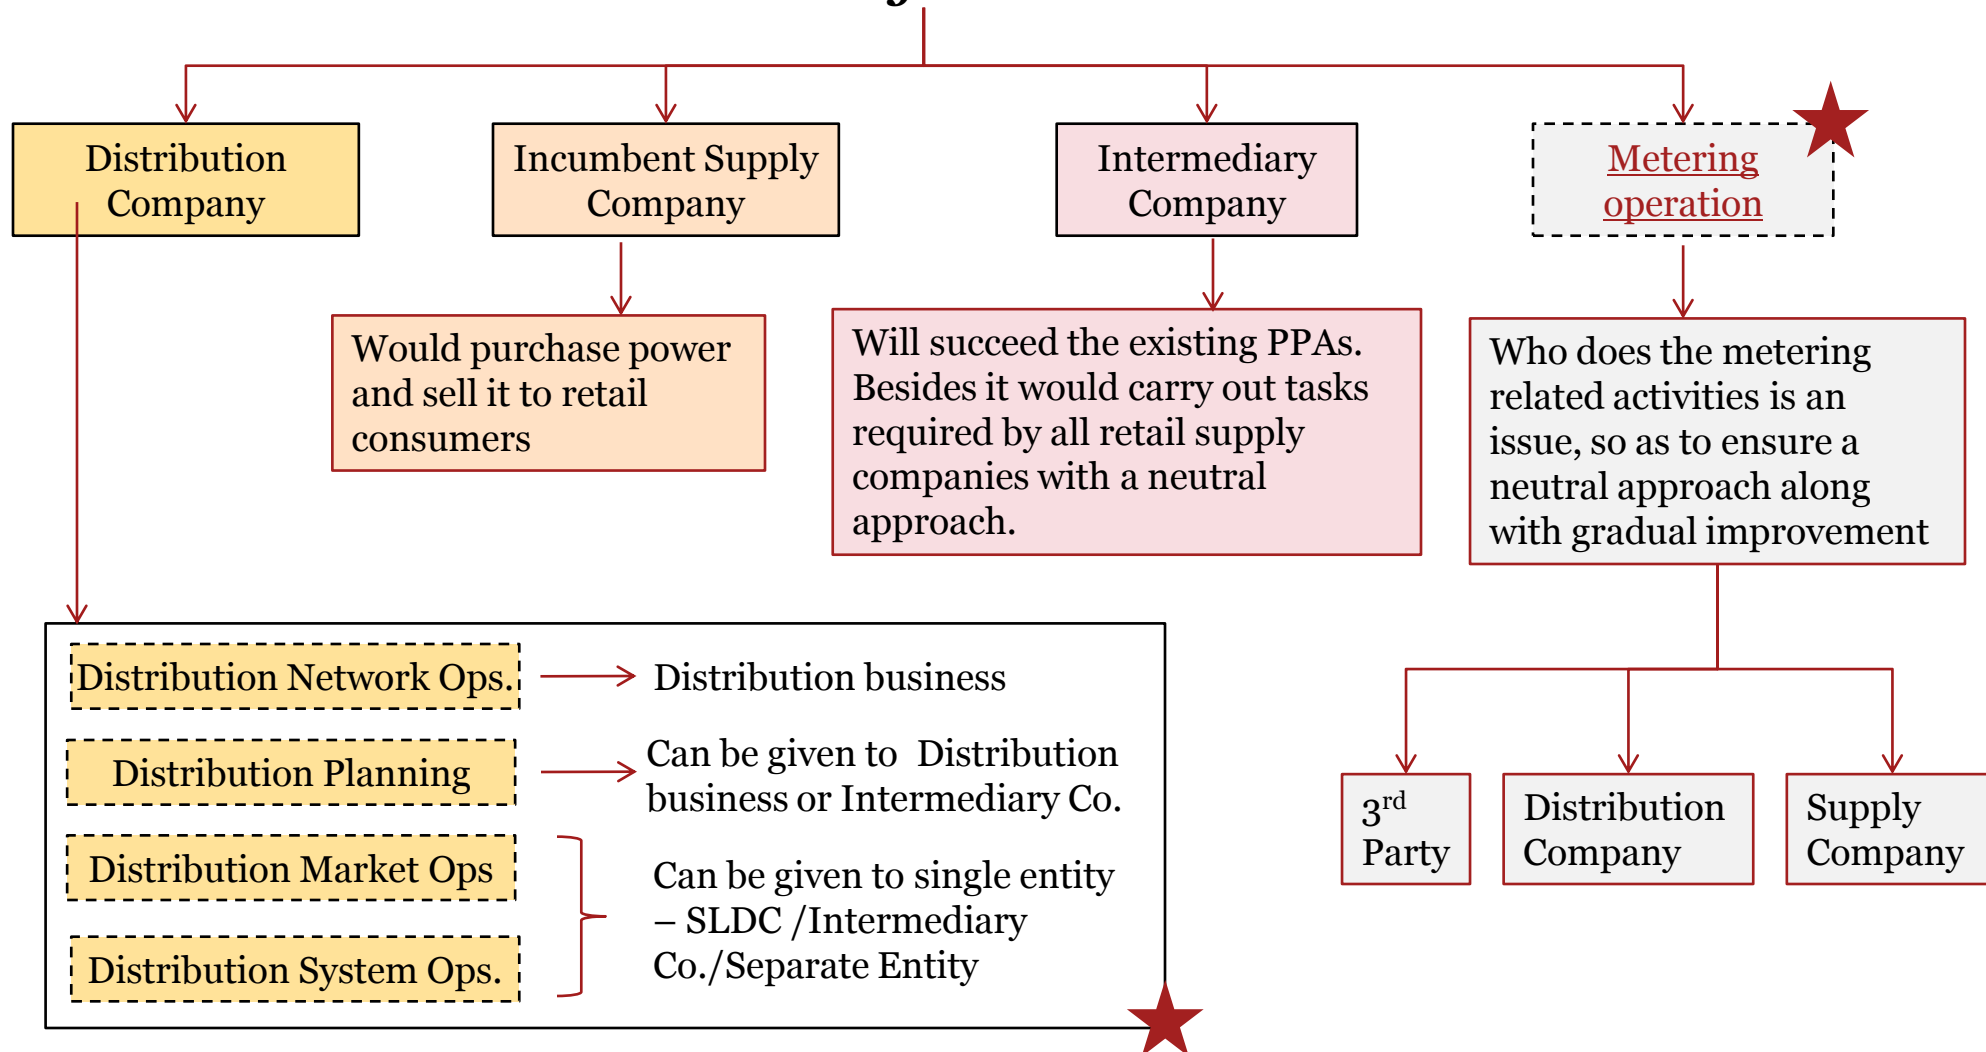 Distribution
Company
Incumbent Supply
Company
Intermediary
Company
Metering
operation
Would purchase power
and sell it to retail
consumers
Will succeed the existing PPAs.
Besides it would carry out tasks
required by all retail supply
companies with a neutral
approach.
Who does the metering
related activities is an
issue, so as to ensure a
neutral approach along
with gradual improvement
Distribution Network Ops.
Distribution business
Distribution Planning
Can be given to Distribution
business or Intermediary Co.
Distribution Market Ops
Distribution System Ops.
Can be given to single entity
– SLDC /Intermediary
Co./Separate Entity
3rd
Party
Distribution
Company
Supply
Company